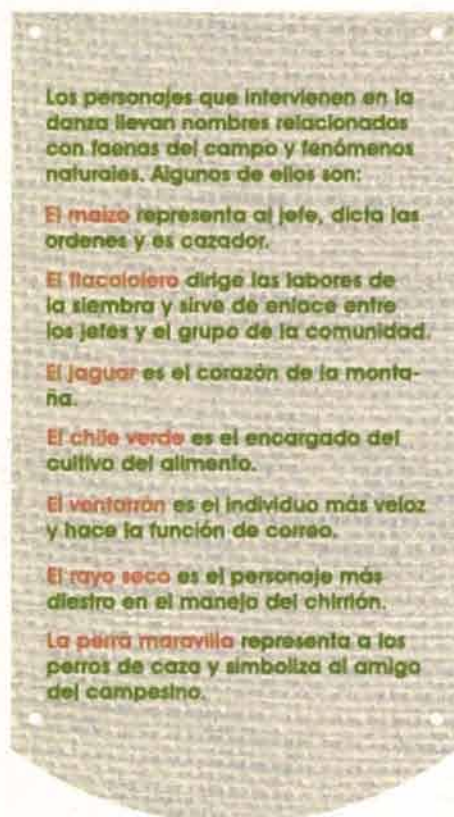 Los personajes que intervienen en la
danza llevan nombres relacionados
con faenas del campo y fenómenos
naturales. Algunos de ellos son:
El maizo representa al jefe, dicta las
ordenes y es cazador.
El tlacololero dirige las labores de
la siembra y sirve de enlace entre
los jefes y el grupo de la comunidad.
El jaguar es el corazón de la monta-
ña.
El chile verde es el encargado del
cultivo del alimento.
El ventarrón es el individuo más veloz
y hace la función de correo.
El rayo seco es el personaje más
diestro en el manejo del chirrión.
La perra maravilla representa a los
perros de caza y simboliza al amigo
del campesino.